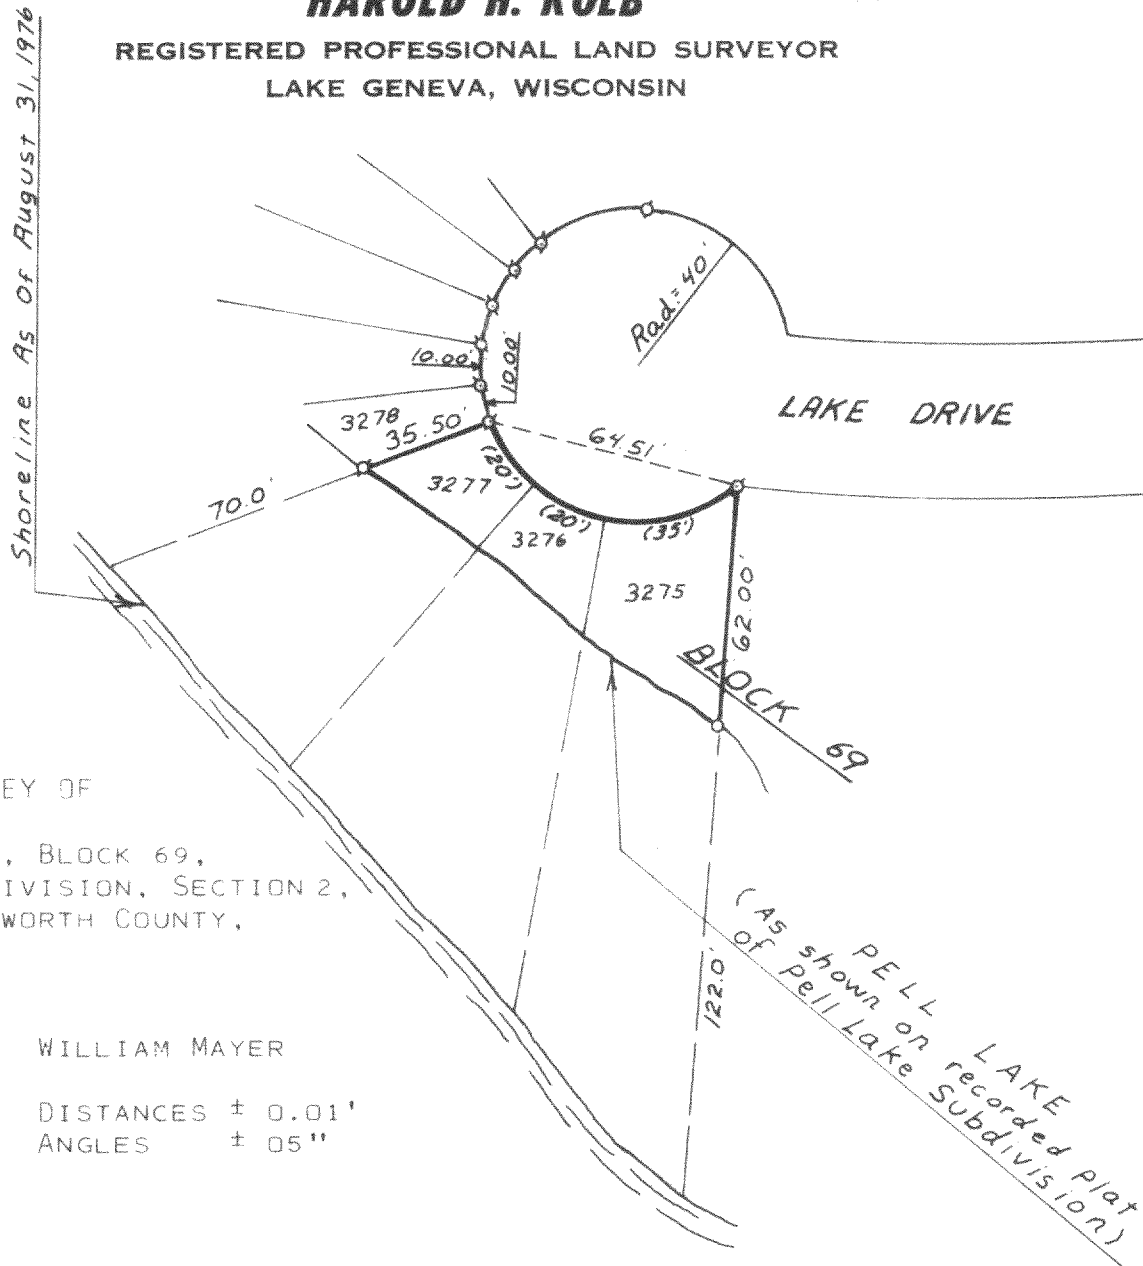 HAROLD H. KOLB
REGISTERED PROFESSIONAL LAND SURVEYOR
LAKE GENEVA, WISCONSIN
Shoreline As Of August 31, 1976
Rad.=40'
10.00'
10.00'
LAKE DRIVE
3278
35.50'
64.51'
70.0'
3277
(20')
(20')
3276
(35')
3275
62.00'
BLOCK 69
EY OF
, BLOCK 69,
IVISION, SECTION 2,
WORTH COUNTY,
122.0'
PELL LAKE
(As shown on recorded plat
of Pell Lake Subdivision)
WILLIAM MAYER
DISTANCES ± 0.01'
ANGLES ± 05"